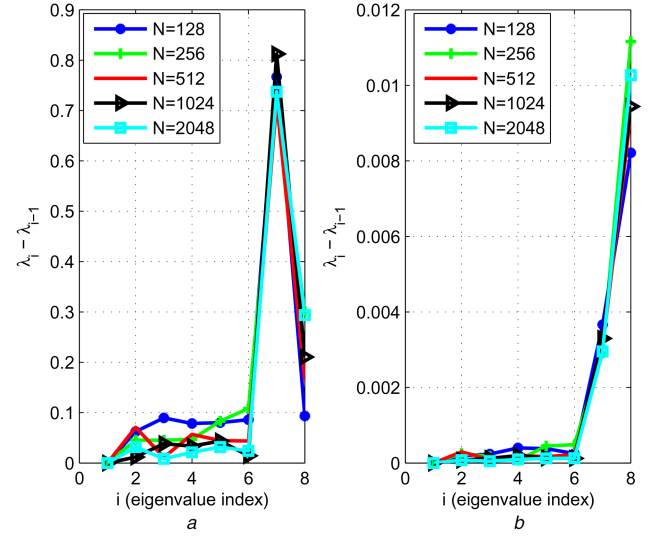 0.9
0.8
0.7
0.6
0.5
0.4
0.3
0.2
0.1
0
λi − λi−1
N=128
N=256
N=512
N=1024
N=2048
0 2 4 6 8
i (eigenvalue index)
a
0.012
0.01
0.008
0.006
0.004
0.002
0
λi − λi−1
N=128
N=256
N=512
N=1024
N=2048
0 2 4 6 8
i (eigenvalue index)
b